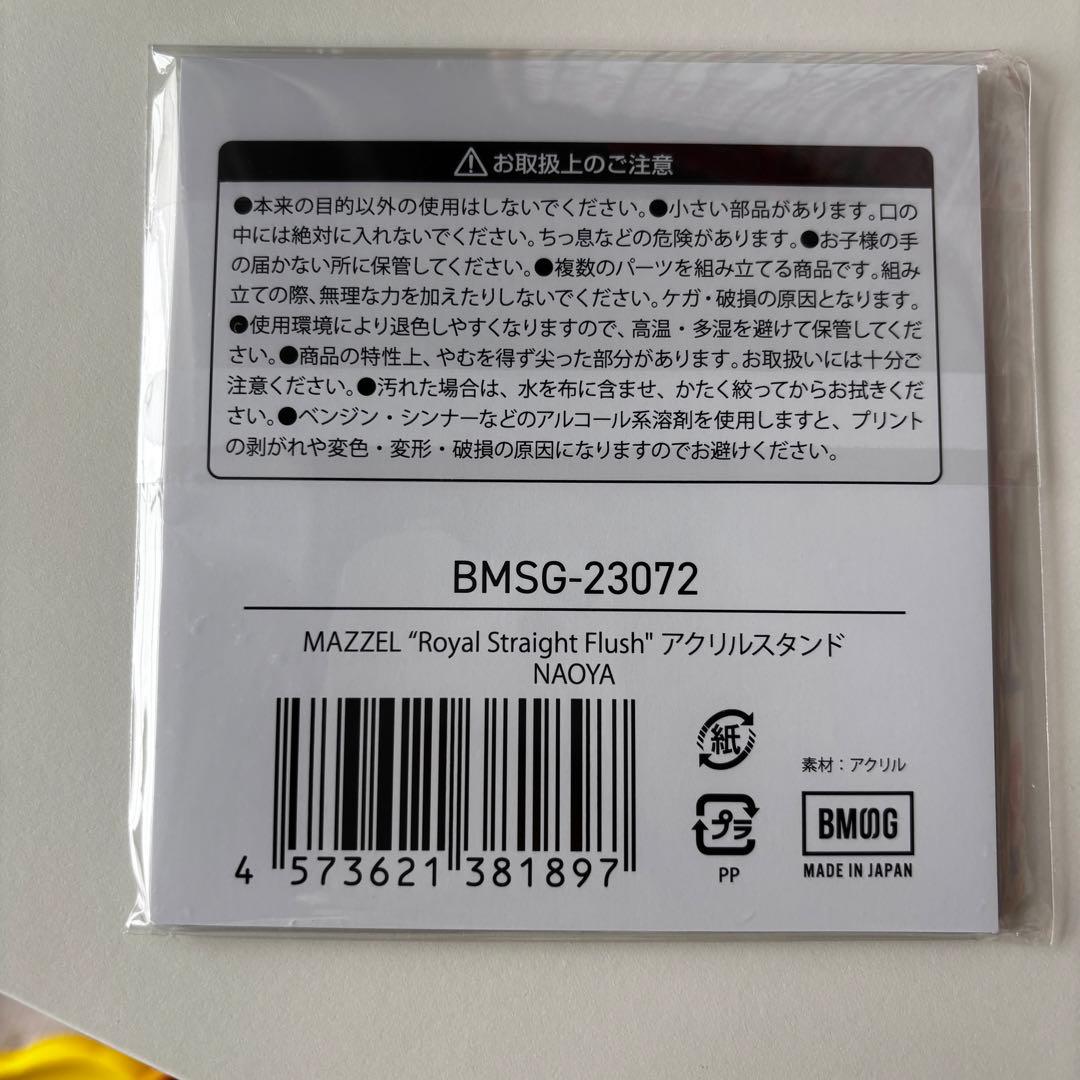 ⚠お取扱上のご注意
●本来の目的以外の使用はしないでください。●小さい部品があります。口の
中には絶対に入れないでください。ちっ息などの危険があります。●お子様の手
の届かない所に保管してください。●複数のパーツを組み立てる商品です。組み
立ての際、無理な力を加えたりしないでください。ケガ・破損の原因となります。
●使用環境により退色しやすくなりますので、高温・多湿を避けて保管してくだ
さい。●商品の特性上、やむを得ず尖った部分があります。お取扱いには十分ご
注意ください。●汚れた場合は、水を布に含ませ、かたく絞ってからお拭きくだ
さい。●ベンジン・シンナーなどのアルコール系溶剤を使用しますと、プリント
の剥がれや変色・変形・破損の原因になりますのでお避けください。
BMSG-23072
MAZZEL “Royal Straight Flush" アクリルスタンド
NAOYA
4 573621 381897
紙
プラ
PP
素材：アクリル
BMSG
MADE IN JAPAN